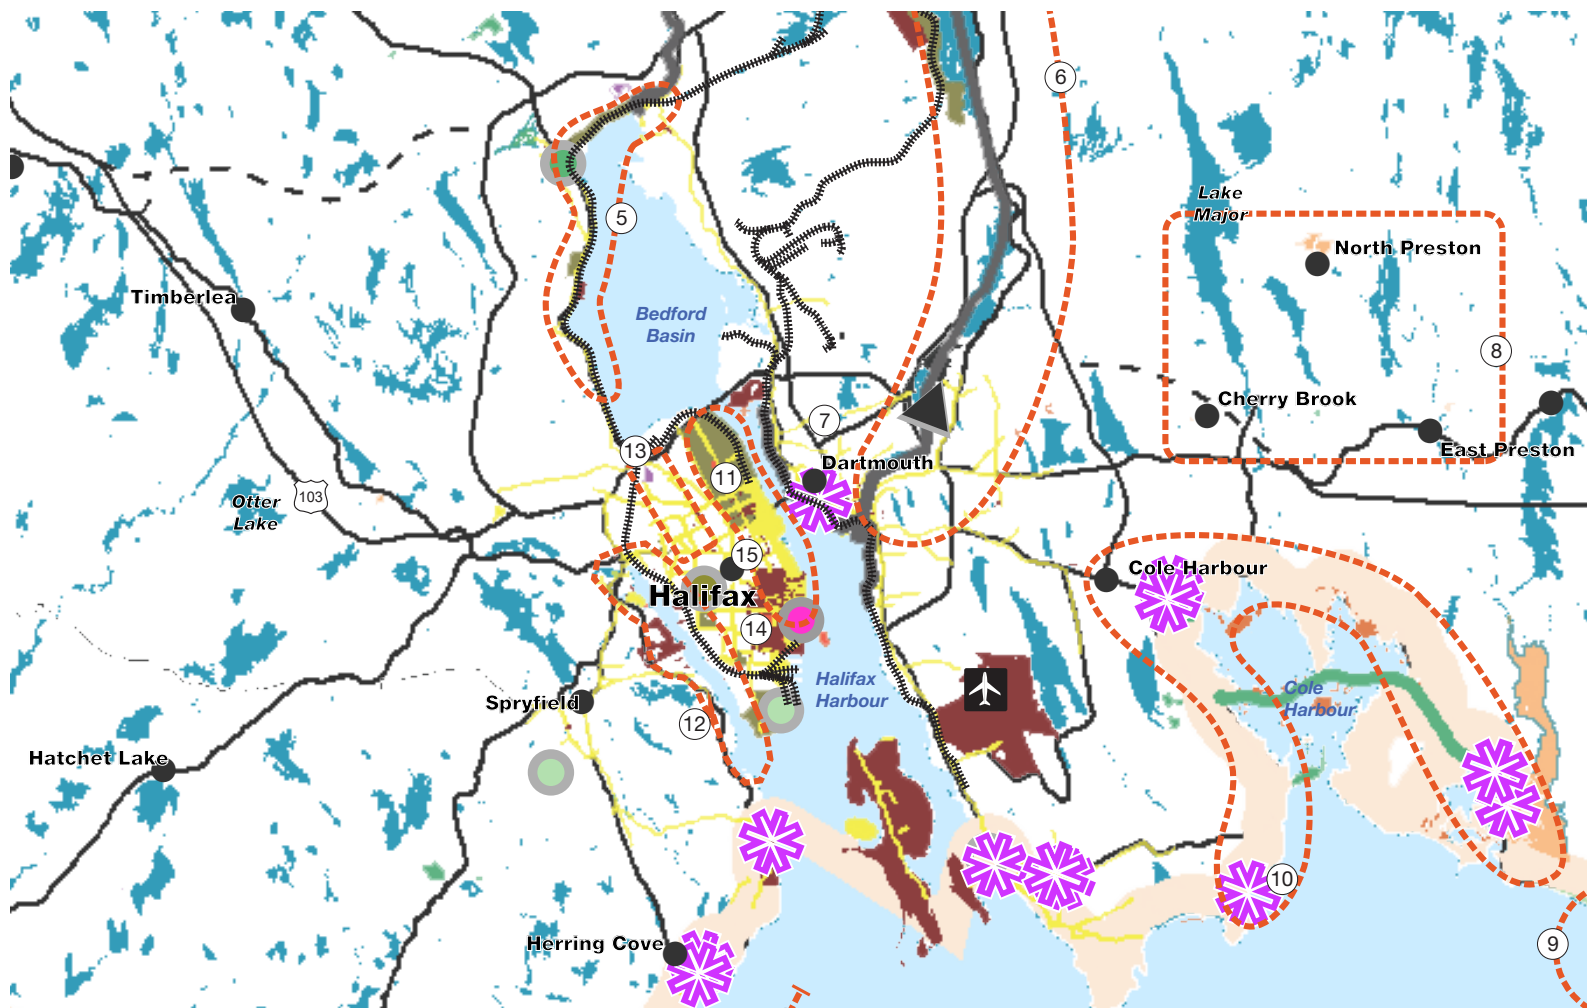 6
Lake
Major
5
North Preston
Timberlea
Bedford
Basin
8
Cherry Brook
7
13
East Preston
Dartmouth
11
103
Otter
Lake
15
Cole Harbour
Halifax
14
Halifax
Harbour
Cole
Harbour
Spryfield
12
Hatchet Lake
10
Herring Cove
9